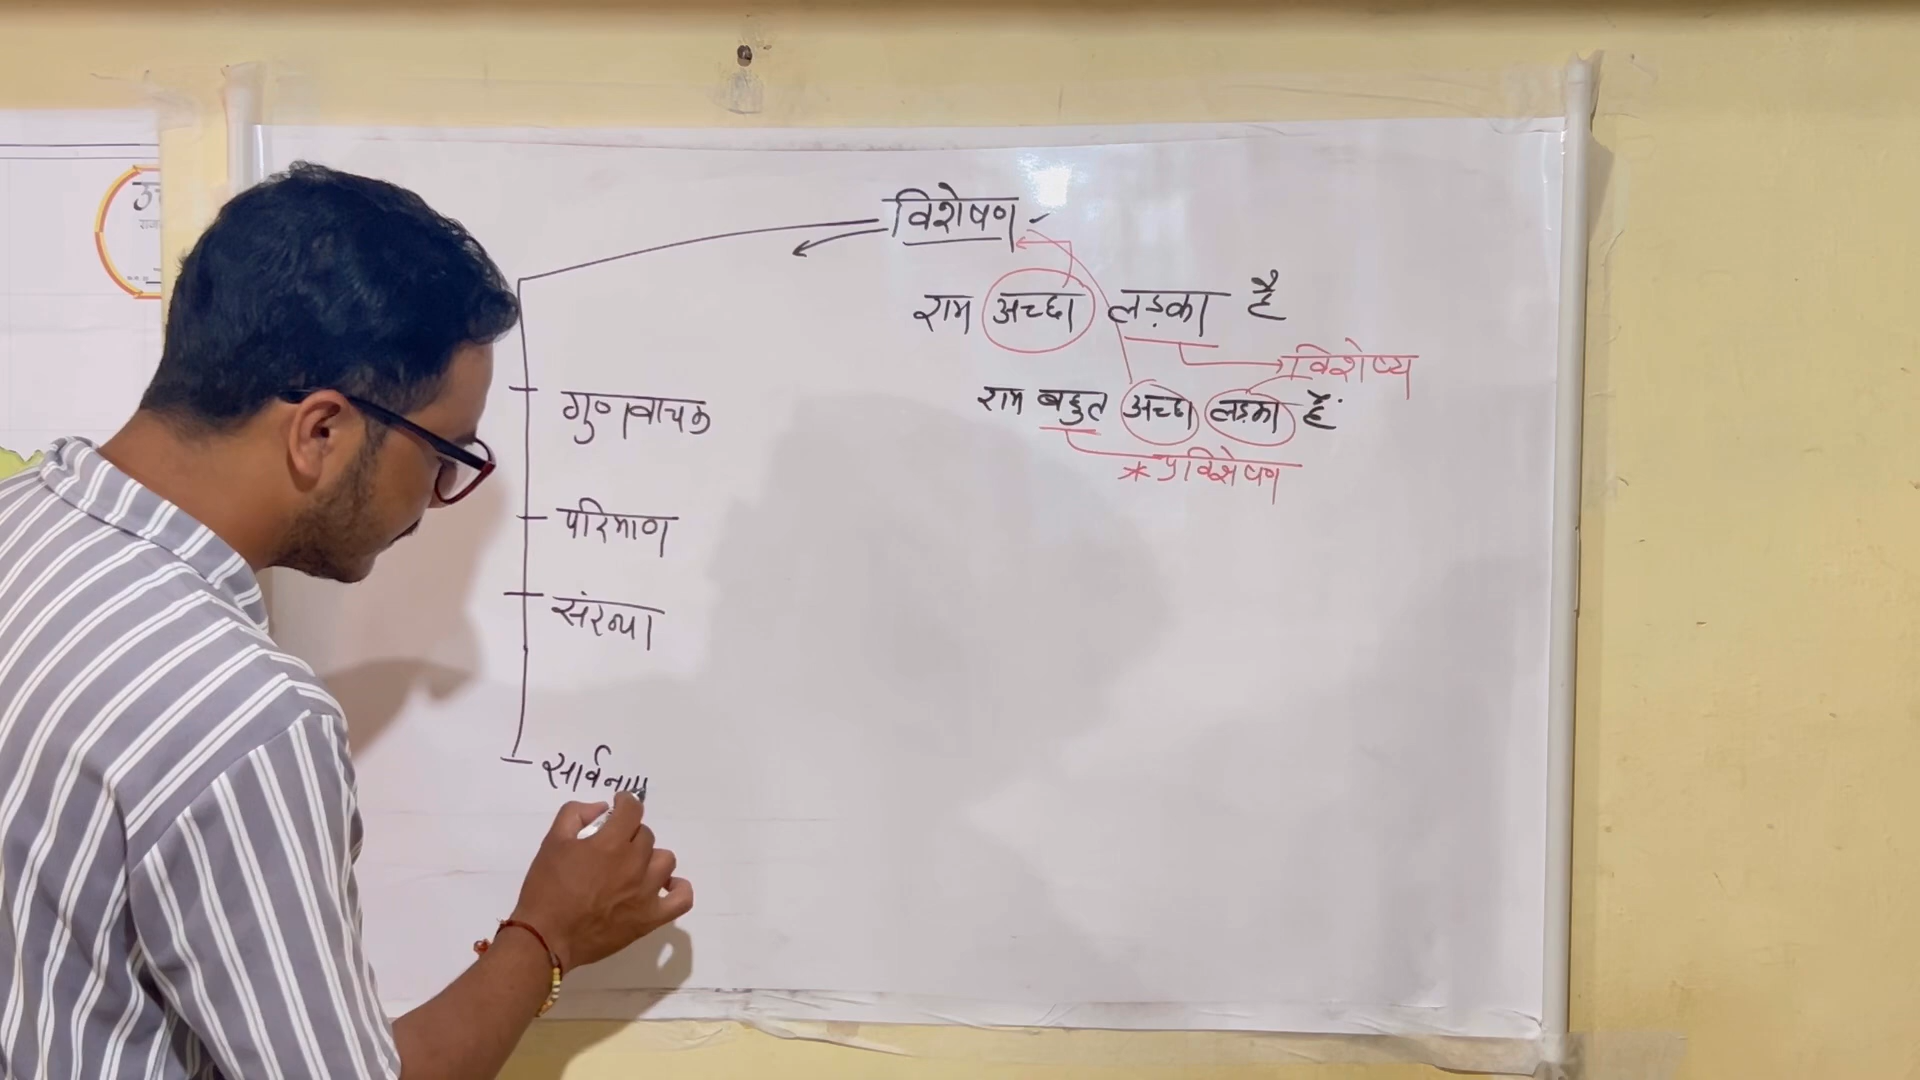 विशेषण
राम अच्छा लड़का है
विशेष्य
राम बहुत अच्छा लड़का है
* प्रविशेषण
गुणवाचक
परिमाण
संख्या
सार्वनाम